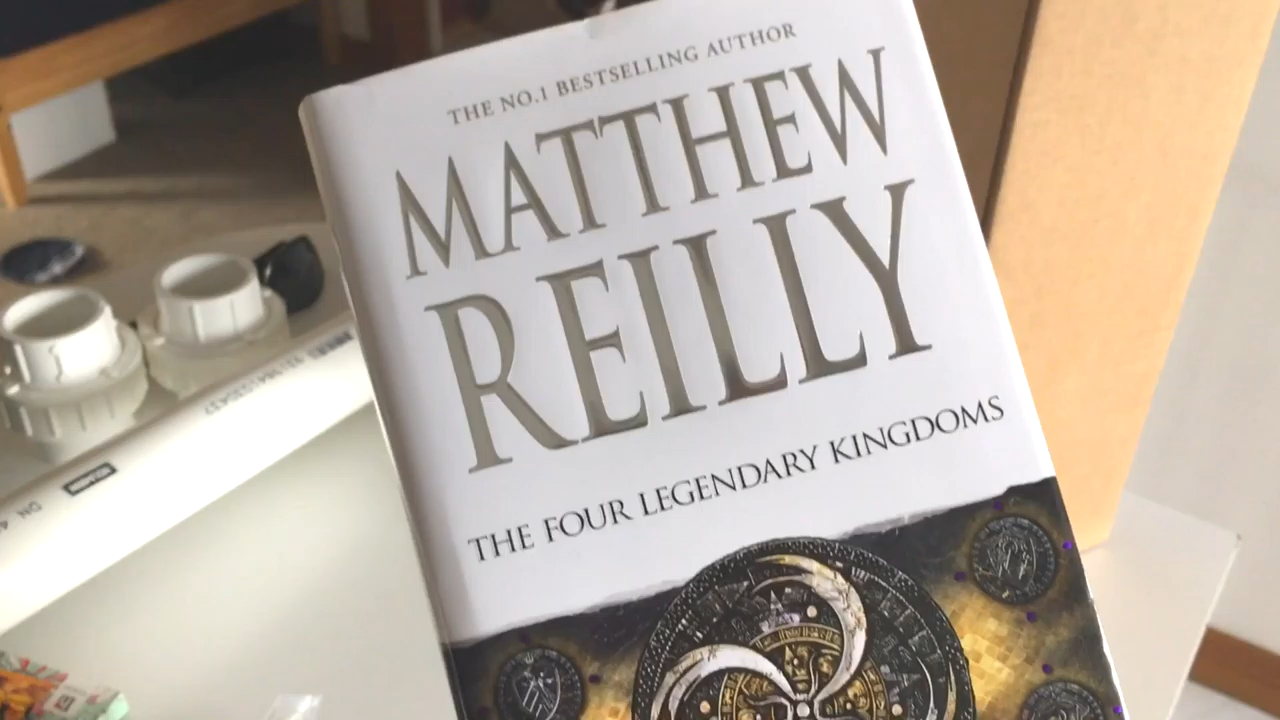 THE NO.1 BESTSELLING AUTHOR
MATTHEW
REILLY
THE FOUR LEGENDARY KINGDOMS